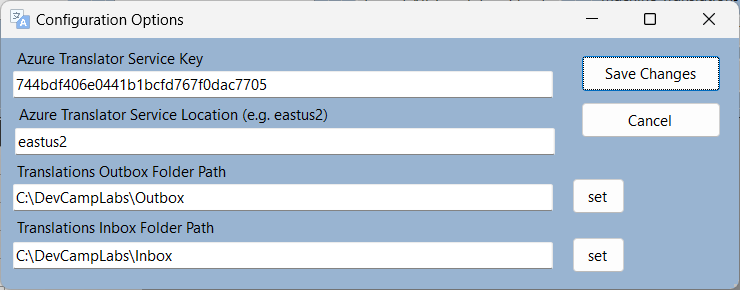 Configuration Options
Azure Translator Service Key
744bdf406e0441b1bcfd767f0dac7705
Save Changes
Azure Translator Service Location (e.g. eastus2)
Cancel
eastus2
Translations Outbox Folder Path
C:\DevCampLabs\Outbox
set
Translations Inbox Folder Path
C:\DevCampLabs\Inbox
set